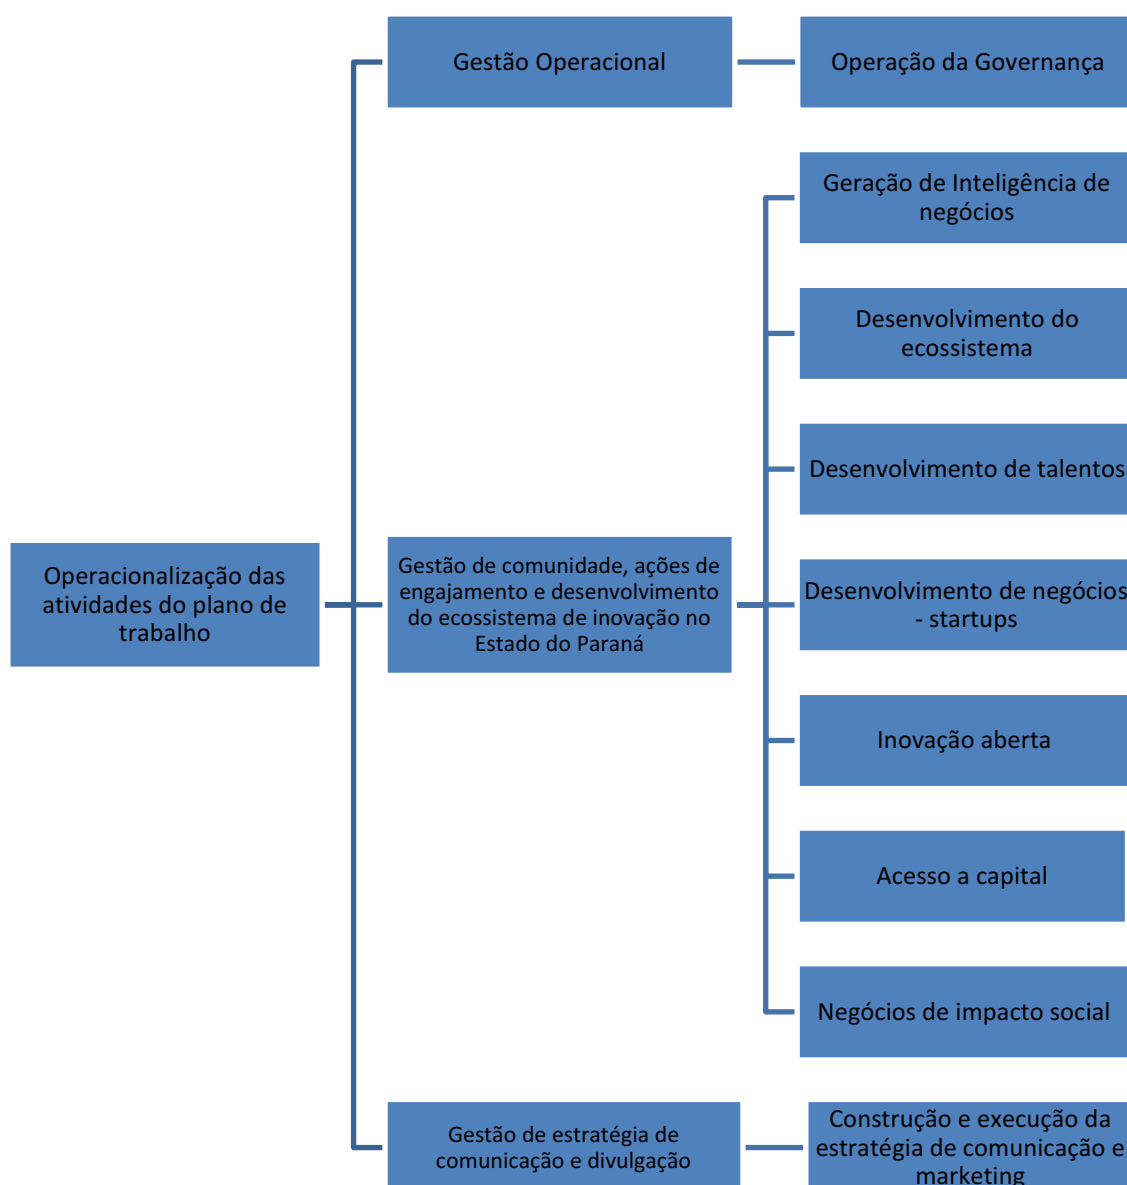 Gestão Operacional
Operação da Governança
Geração de Inteligência de
negócios
Desenvolvimento do
ecossistema
Desenvolvimento de talentos
Operacionalização das
atividades do plano de
trabalho
Gestão de comunidade, ações de
engajamento e desenvolvimento
do ecossistema de inovação no
Estado do Paraná
Desenvolvimento de negócios
- startups
Inovação aberta
Acesso a capital
Negócios de impacto social
Gestão de estratégia de
comunicação e divulgação
Construção e execução da
estratégia de comunicação e
marketing